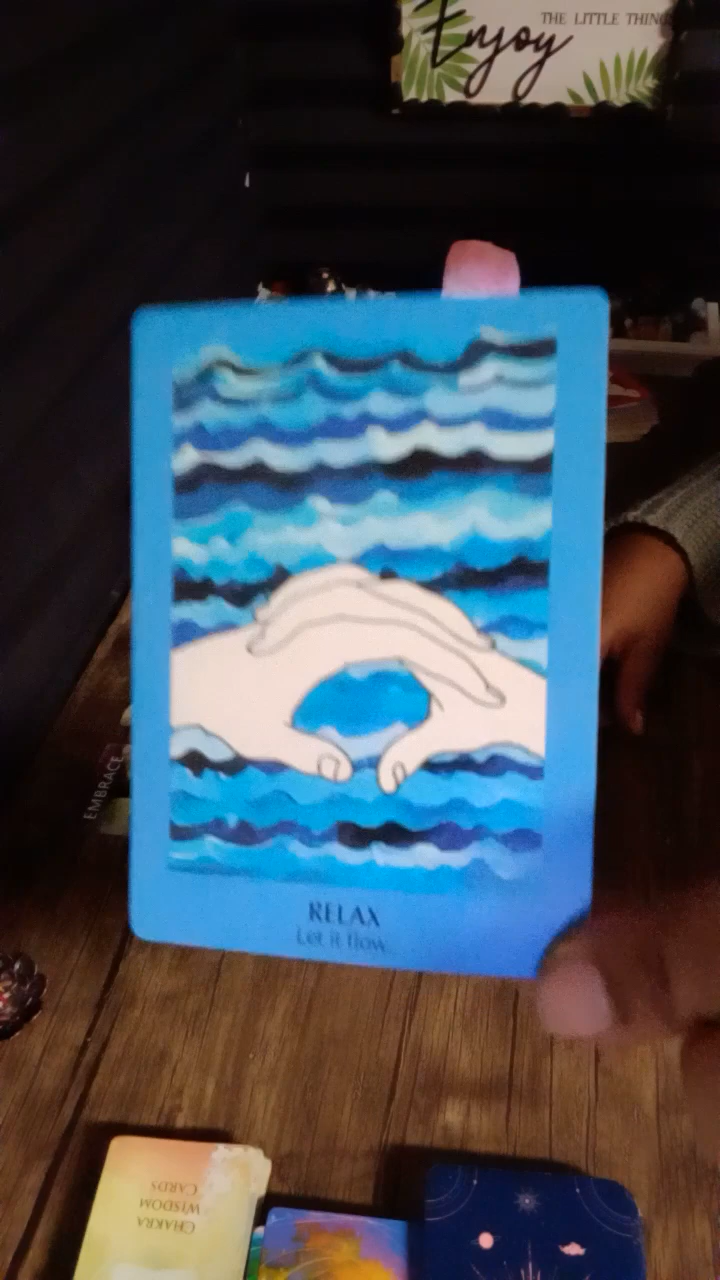 THE LITTLE THING
Enjoy
EMBRACE
RELAX
Let it flow
CHAKRA
WISDOM
CARDS